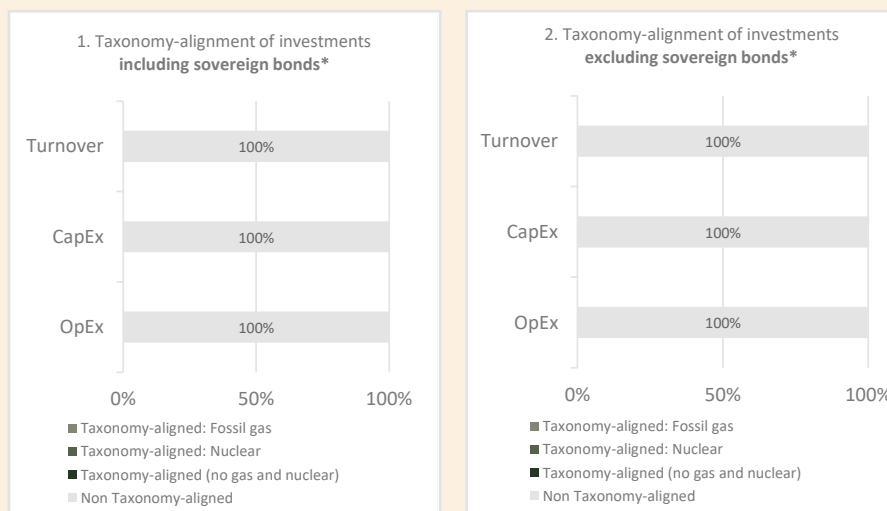 1. Taxonomy-alignment of investments
including sovereign bonds*
Turnover
100%
CapEx
100%
OpEx
100%
0%
50%
100%
Taxonomy-aligned: Fossil gas
Taxonomy-aligned: Nuclear
Taxonomy-aligned (no gas and nuclear)
Non Taxonomy-aligned
2. Taxonomy-alignment of investments
excluding sovereign bonds*
Turnover
100%
CapEx
100%
OpEx
100%
0%
50%
100%
Taxonomy-aligned: Fossil gas
Taxonomy-aligned: Nuclear
Taxonomy-aligned (no gas and nuclear)
Non Taxonomy-aligned